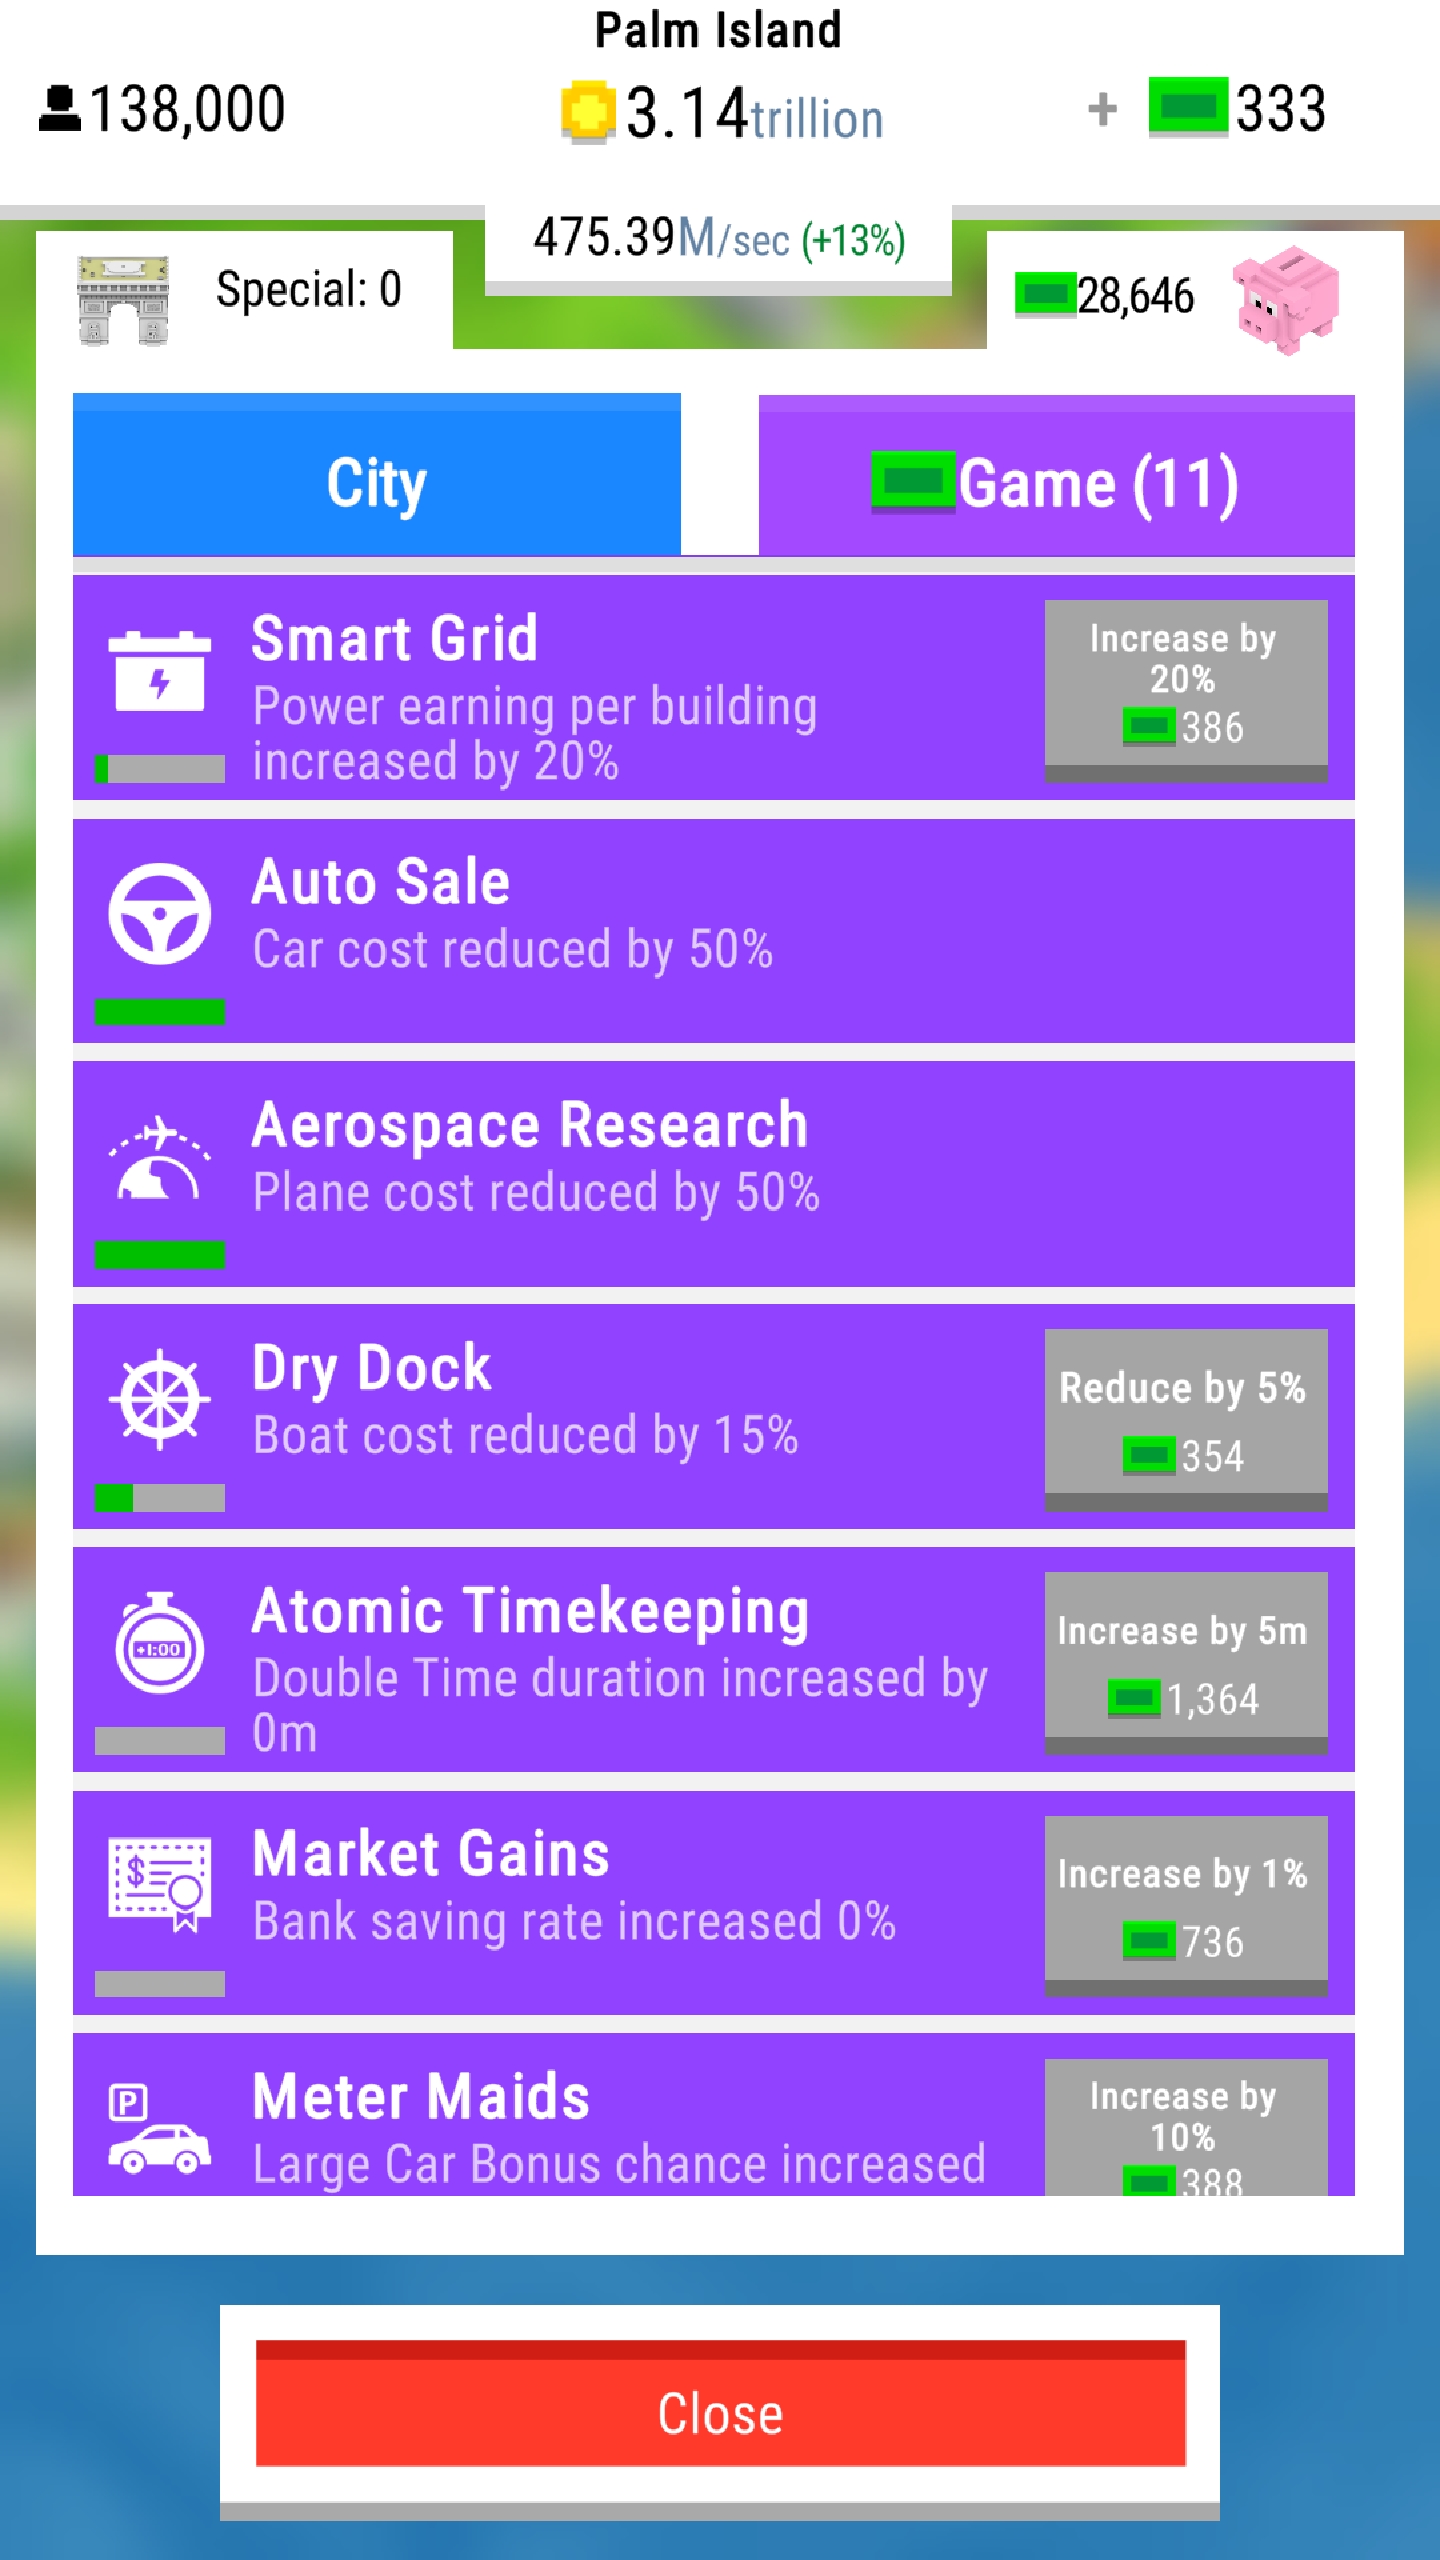 Palm Island
138,000
3.14trillion
+ 333
475.39M/sec (+13%)
Special: 0
28,646
City
Game (11)
Smart Grid
Power earning per building
increased by 20%
Increase by
20%
386
Auto Sale
Car cost reduced by 50%
Aerospace Research
Plane cost reduced by 50%
Dry Dock
Boat cost reduced by 15%
Reduce by 5%
354
+1:00
Atomic Timekeeping
Double Time duration increased by
0m
Increase by 5m
1,364
$
Market Gains
Bank saving rate increased 0%
Increase by 1%
736
P
Meter Maids
Large Car Bonus chance increased
Increase by
10%
388
Close